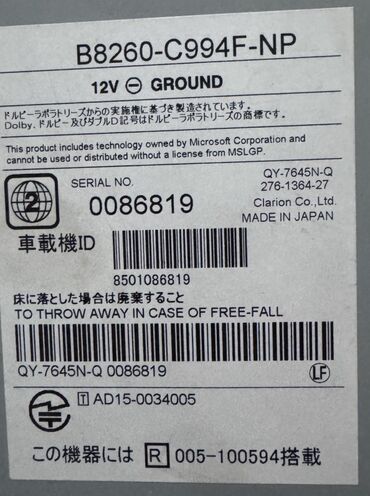 B8260-C994F-NP
12V ⊖ GROUND
ドルビーラボラトリーズからの実施権に基づき製造されています。
Dolby、ドルビー及びダブルD記号はドルビーラボラトリーズの商標です。
This product includes technology owned by Microsoft Corporation and
cannot be used or distributed without a license from MSLGP.
2
SERIAL NO.
0086819
QY-7645N-Q
276-1364-27
Clarion Co.,Ltd.
MADE IN JAPAN
車載機ID
8501086819
床に落とした場合は廃棄すること
TO THROW AWAY IN CASE OF FREE-FALL
QY-7645N-Q 0086819
LF
T AD15-0034005
この機器には R 005-100594搭載